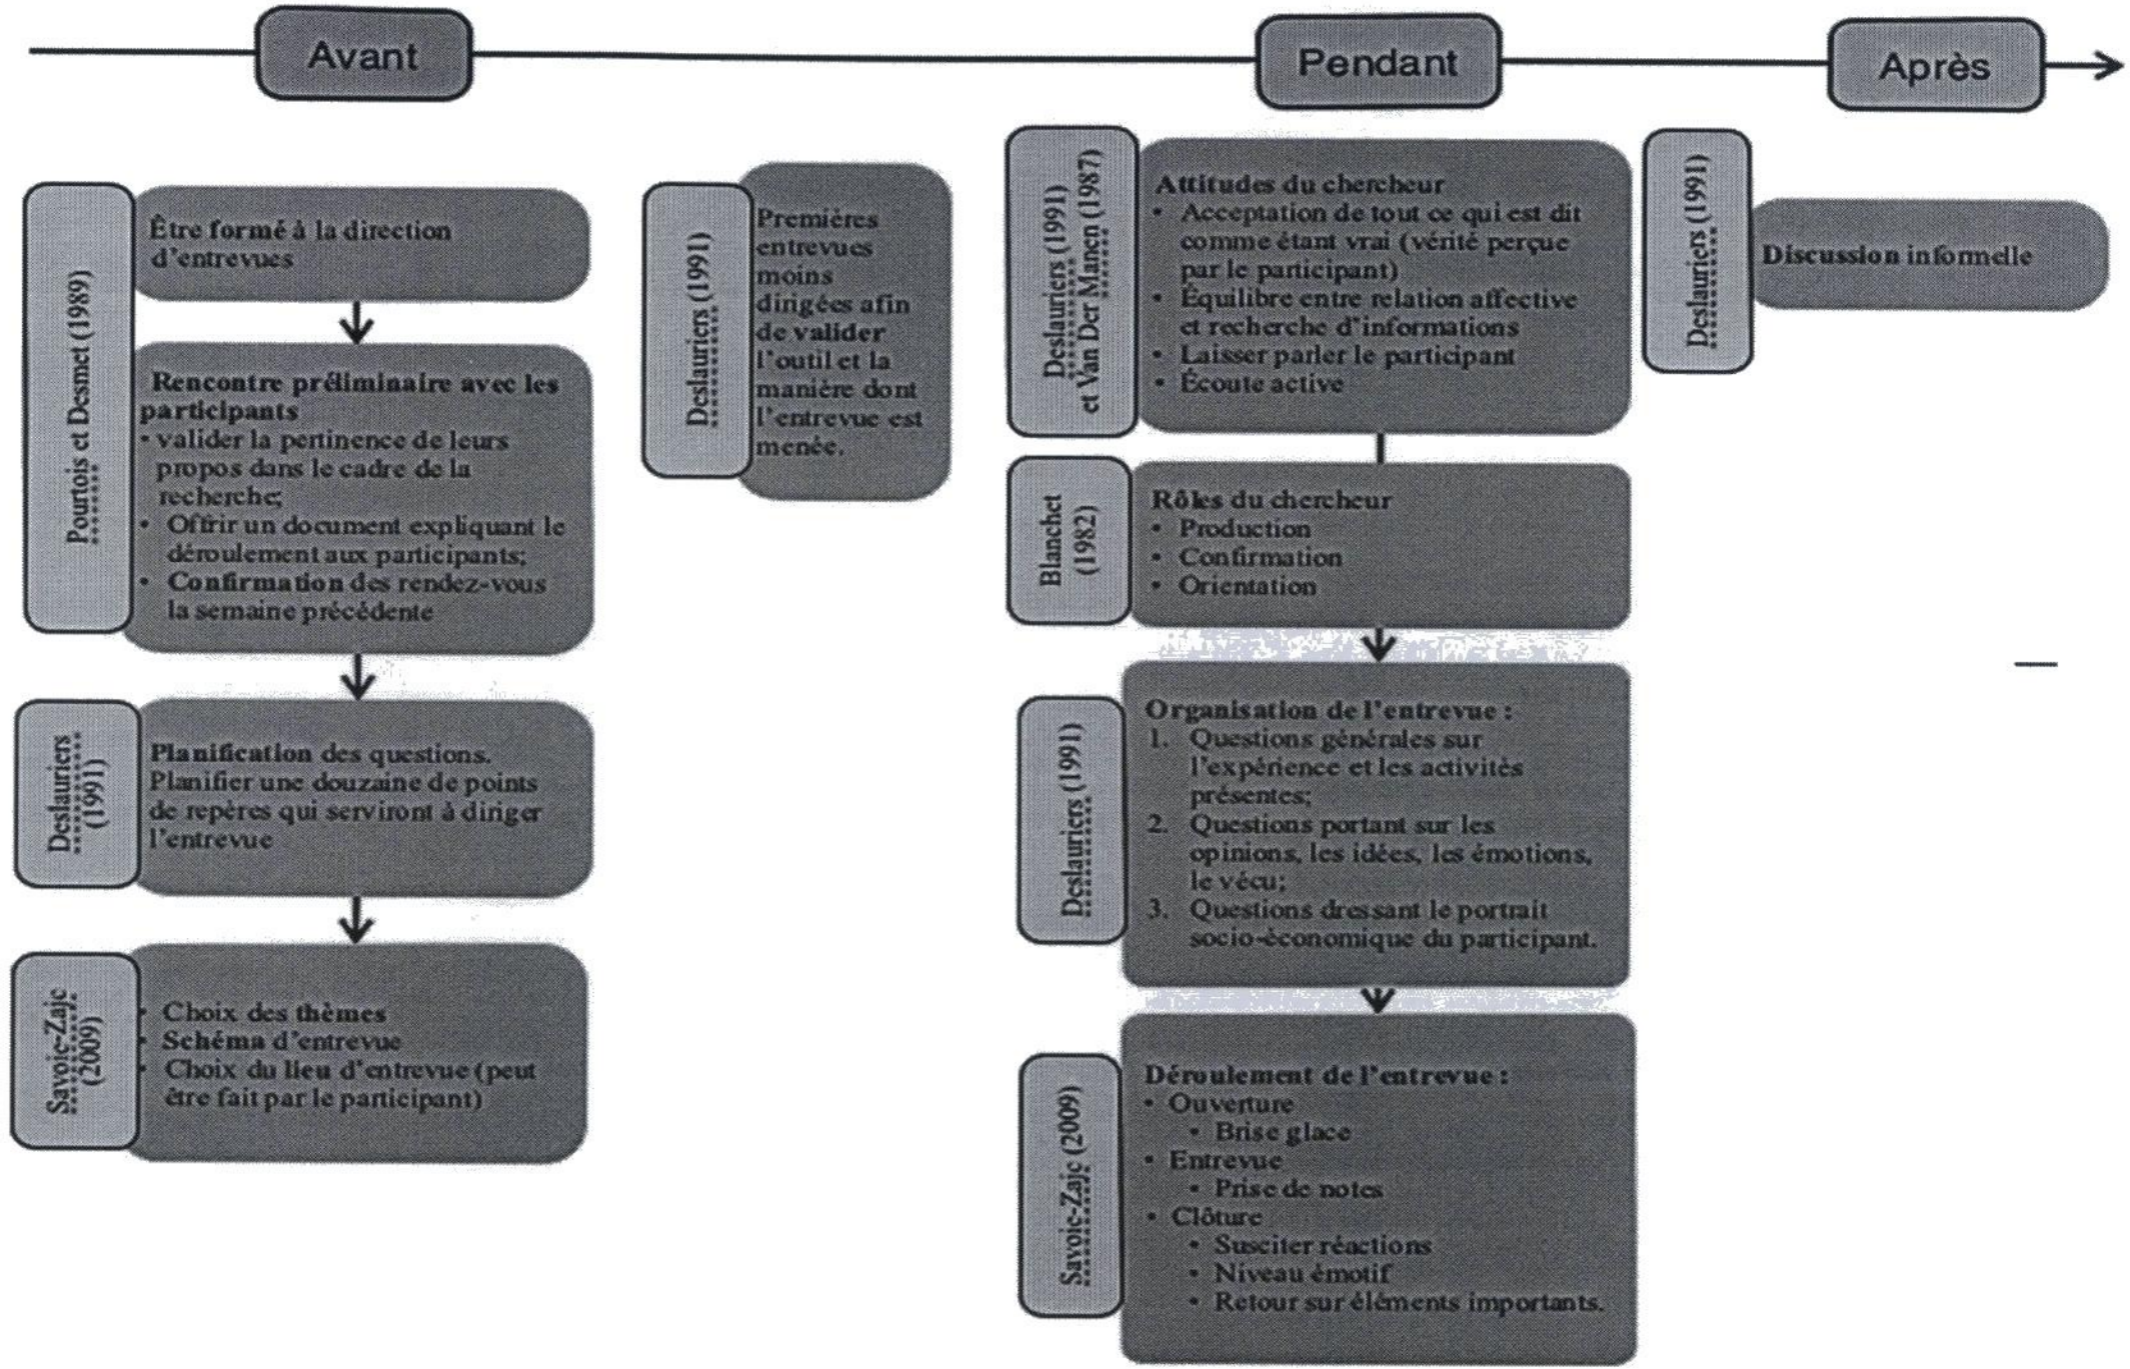 Avant
Pendant
Après
Pourtois et Desmet (1989)
Être formé à la direction
d'entrevues
Rencontre préliminaire avec les
participants
• valider la pertinence de leurs
propos dans le cadre de la
recherche;
• Offrir un document expliquant le
déroulement aux participants;
• Confirmation des rendez-vous
la semaine précédente
Deslauriers
(1991)
Planification des questions.
Planifier une douzaine de points
de repères qui serviront à diriger
l'entrevue
Savoie-Zajc
(2009)
• Choix des thèmes
• Schéma d'entrevue
• Choix du lieu d'entrevue (peut
être fait par le participant)
Deslauriers (1991)
Premières
entrevues
moins
dirigées afin
de valider
l'outil et la
manière dont
l'entrevue est
menée.
Deslauriers (1991)
et Van Der Manen (1987)
Attitudes du chercheur
• Acceptation de tout ce qui est dit
comme étant vrai (vérité perçue
par le participant)
• Équilibre entre relation affective
et recherche d'informations
• Laisser parler le participant
• Écoute active
Blanchet
(1982)
Rôles du chercheur
• Production
• Confirmation
• Orientation
Deslauriers (1991)
Organisation de l'entrevue :
1. Questions générales sur
l'expérience et les activités
présentes;
2. Questions portant sur les
opinions, les idées, les émotions,
le vécu;
3. Questions dressant le portrait
socio-économique du participant.
Savoie-Zajc (2009)
Déroulement de l'entrevue :
• Ouverture
• Brise glace
• Entrevue
• Prise de notes
• Clôture
• Susciter réactions
• Niveau émotif
• Retour sur éléments importants.
Deslauriers (1991)
Discussion informelle